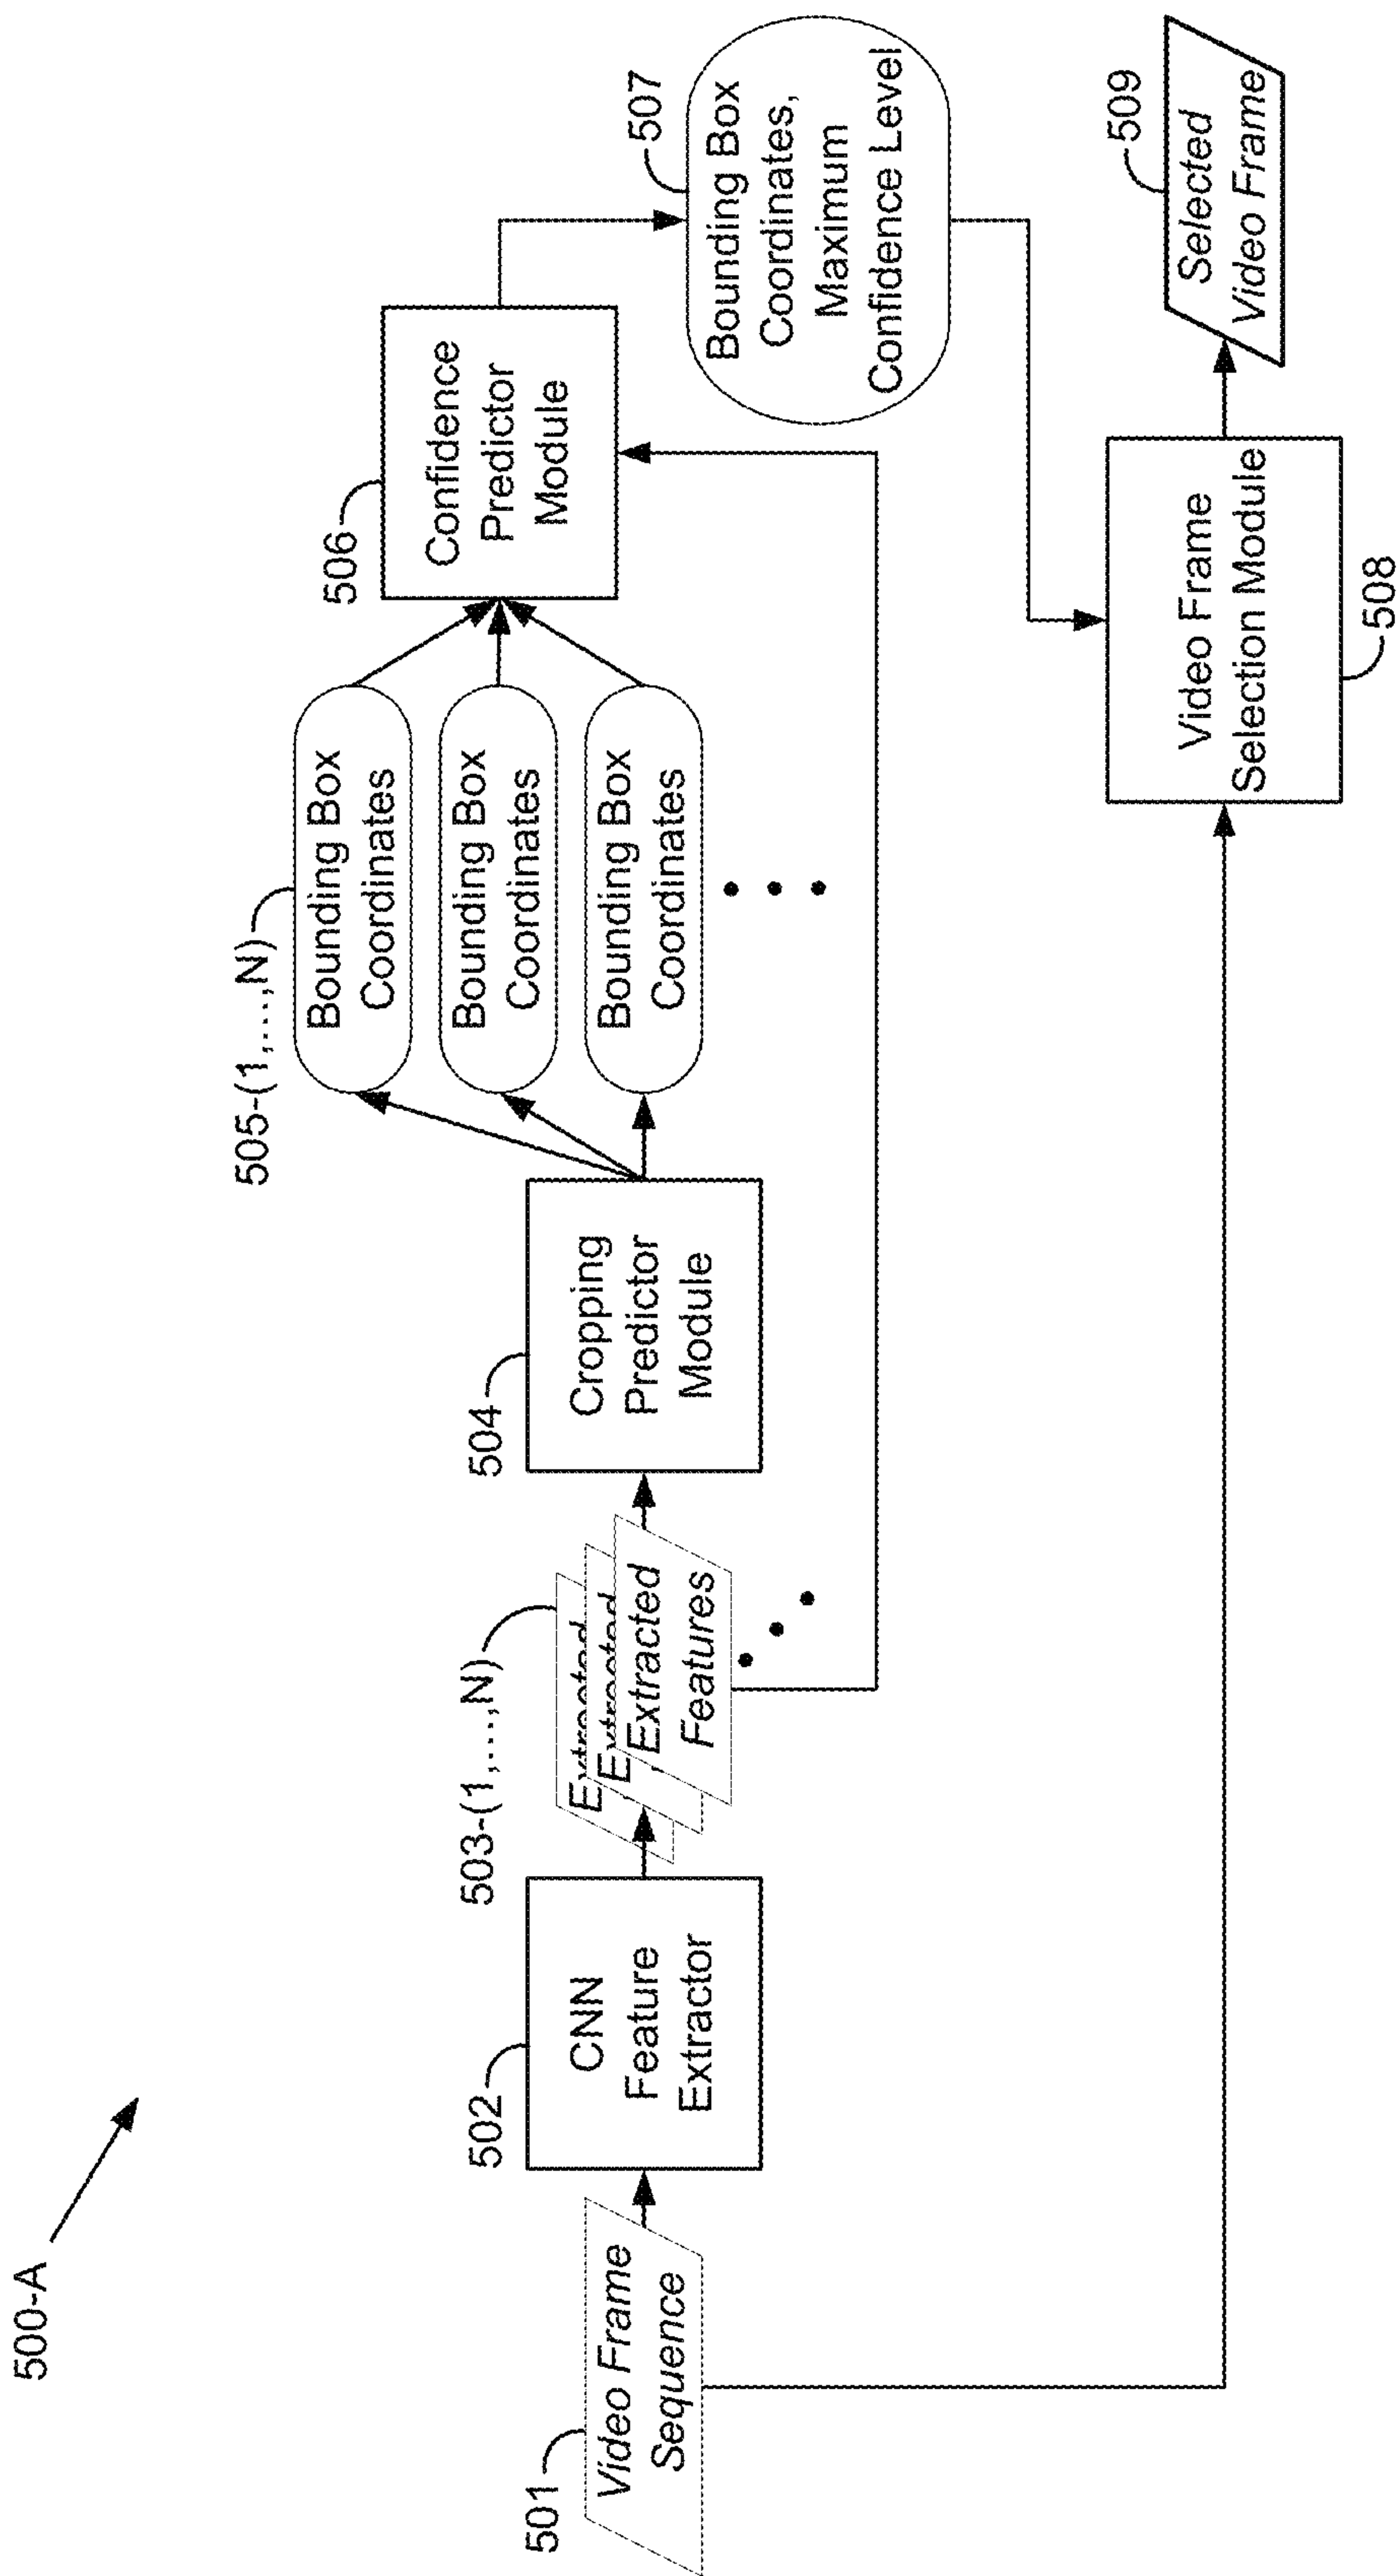 500-A
501
Video Frame
Sequence
502
CNN
Feature
Extractor
503-(1,...,N)
Extracted
Extracted
Extracted
Features
504
Cropping
Predictor
Module
505-(1,...,N)
Bounding Box
Coordinates
Bounding Box
Coordinates
Bounding Box
Coordinates
506
Confidence
Predictor
Module
507
Bounding Box
Coordinates,
Maximum
Confidence Level
Video Frame
Selection Module
508
509
Selected
Video Frame